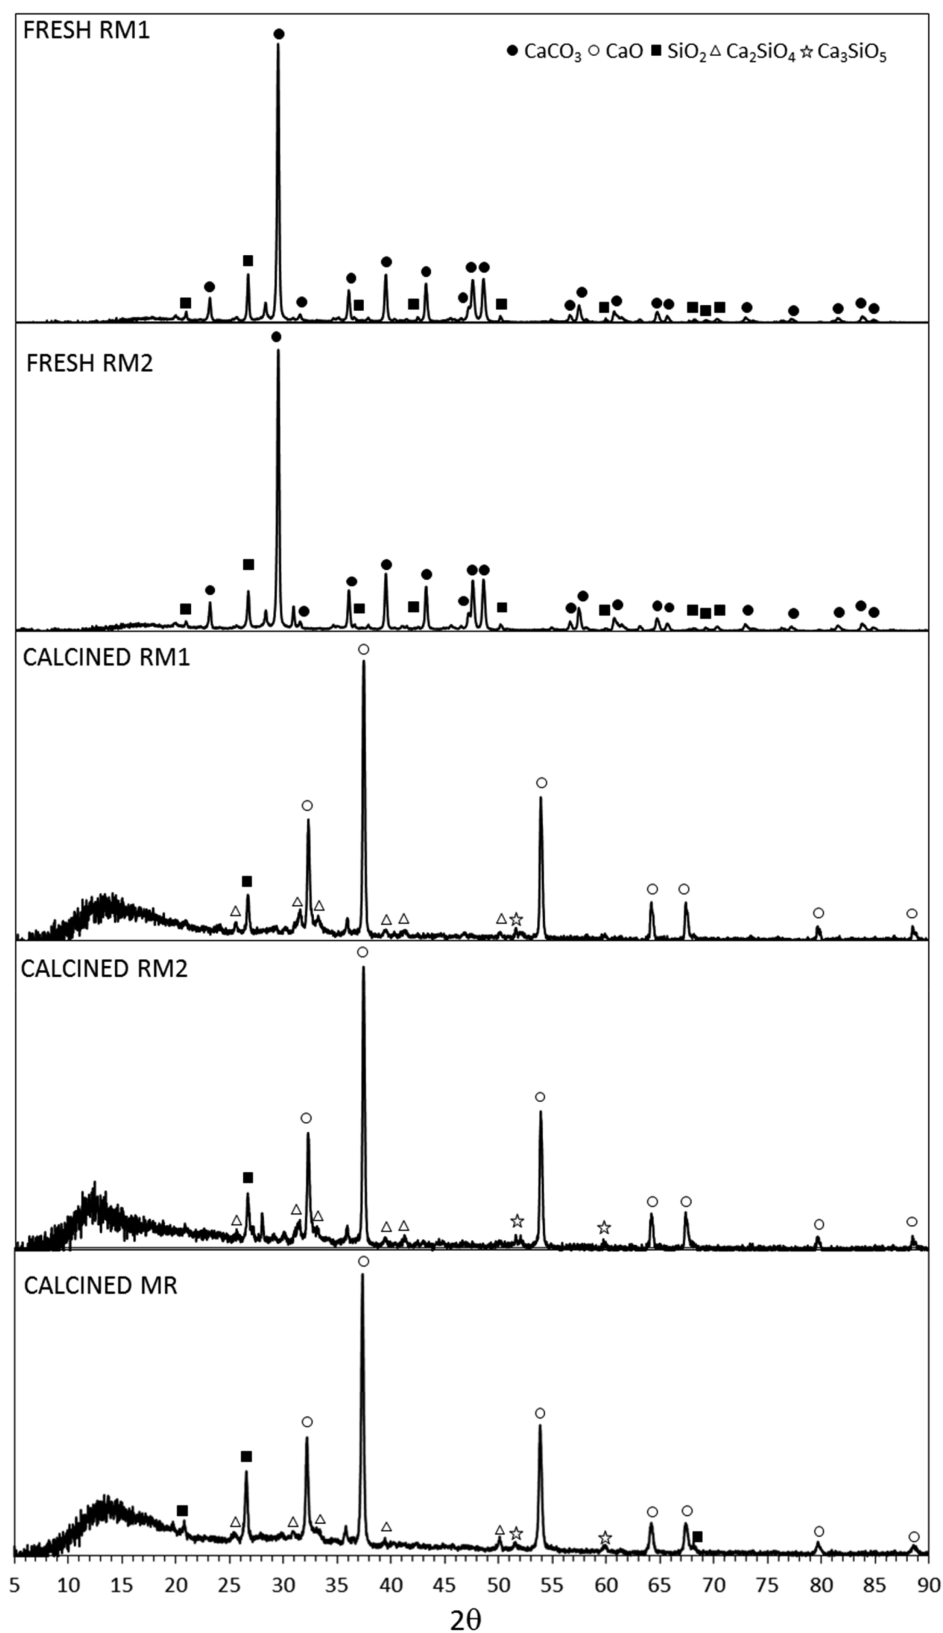 FRESH RM1
● CaCO₃ ○ CaO ■ SiO₂ △ Ca₂SiO₄ ☆ Ca₃SiO₅
FRESH RM2
CALCINED RM1
CALCINED RM2
CALCINED MR
5 10 15 20 25 30 35 40 45 50 55 60 65 70 75 80 85 90
2θ